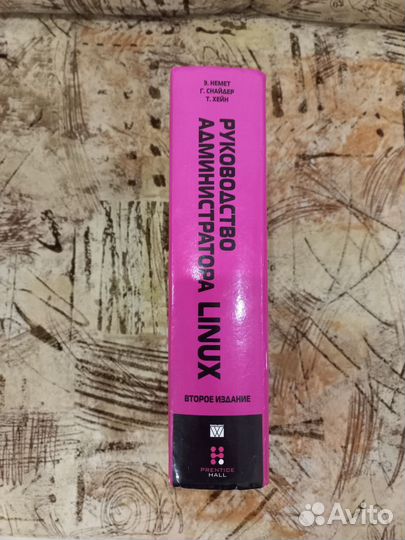 Э. НЕМЕТ
Г. СНАЙДЕР
Т. ХЕЙН
РУКОВОДСТВО
АДМИНИСТРАТОРА LINUX
ВТОРОЕ ИЗДАНИЕ
W
PRENTICE
HALL
Avito